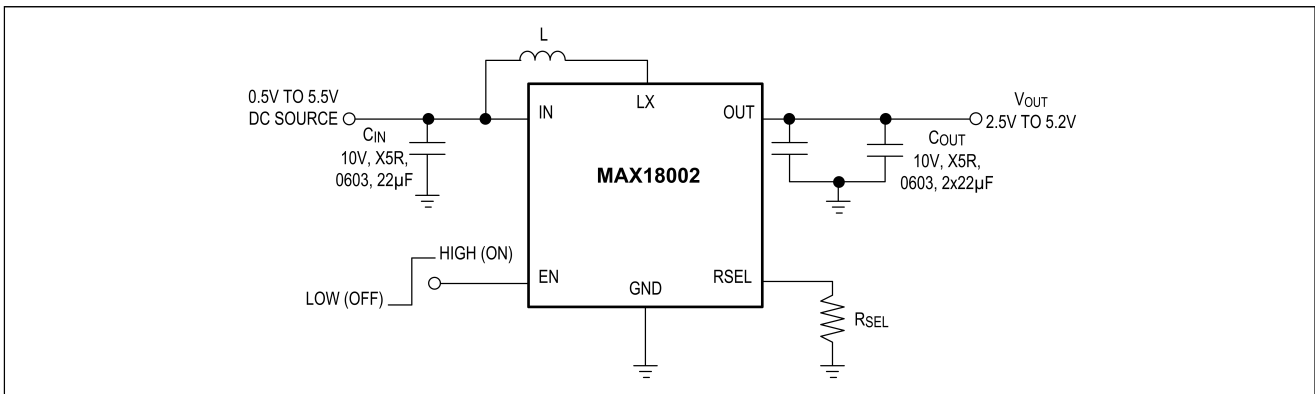 L
0.5V TO 5.5V
DC SOURCE
CIN
10V, X5R,
0603, 22µF
IN
LX
OUT
MAX18002
VOUT
2.5V TO 5.2V
COUT
10V, X5R,
0603, 2x22µF
HIGH (ON)
LOW (OFF)
EN
GND
RSEL
RSEL